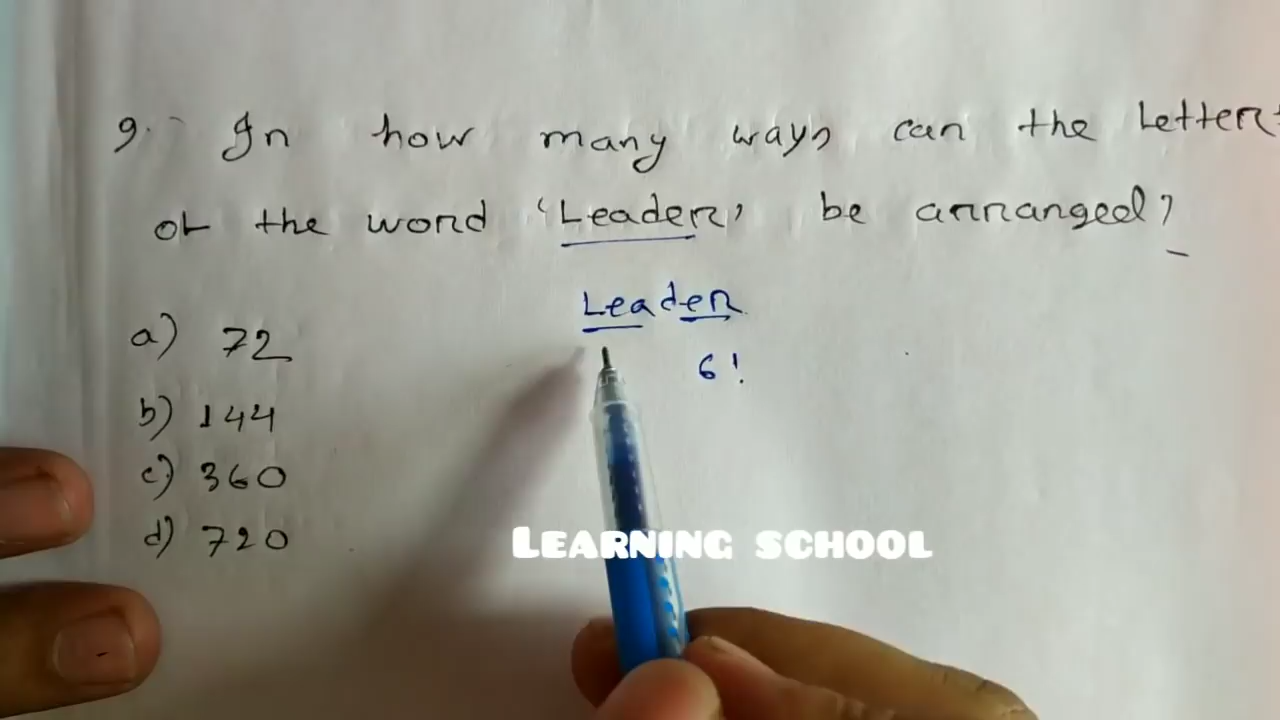 9. In how many ways can the Letters
of the word 'Leader' be arranged?
Leader
6!
a) 72
b) 144
c) 360
d) 720
LEARNING SCHOOL